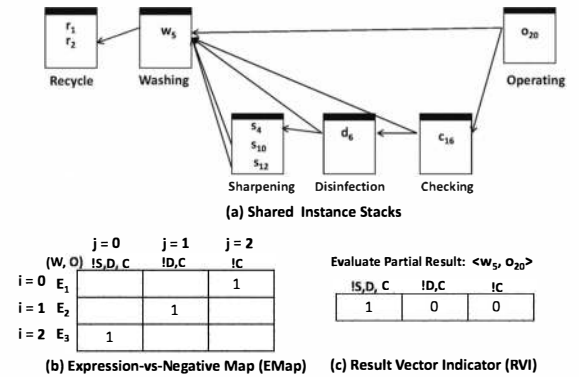 r1
r2
w5
o20
Recycle
Washing
Operating
s4
s10
s12
d6
c16
Sharpening
Disinfection
Checking
(a) Shared Instance Stacks
j = 0
j = 1
j = 2
(W, O)
!S,D, C
!D,C
!C
i = 0 E1
1
i = 1 E2
1
i = 2 E3
1
(b) Expression-vs-Negative Map (EMap)
Evaluate Partial Result: <w5, o20>
!S,D, C
!D,C
!C
1
0
0
(c) Result Vector Indicator (RVI)